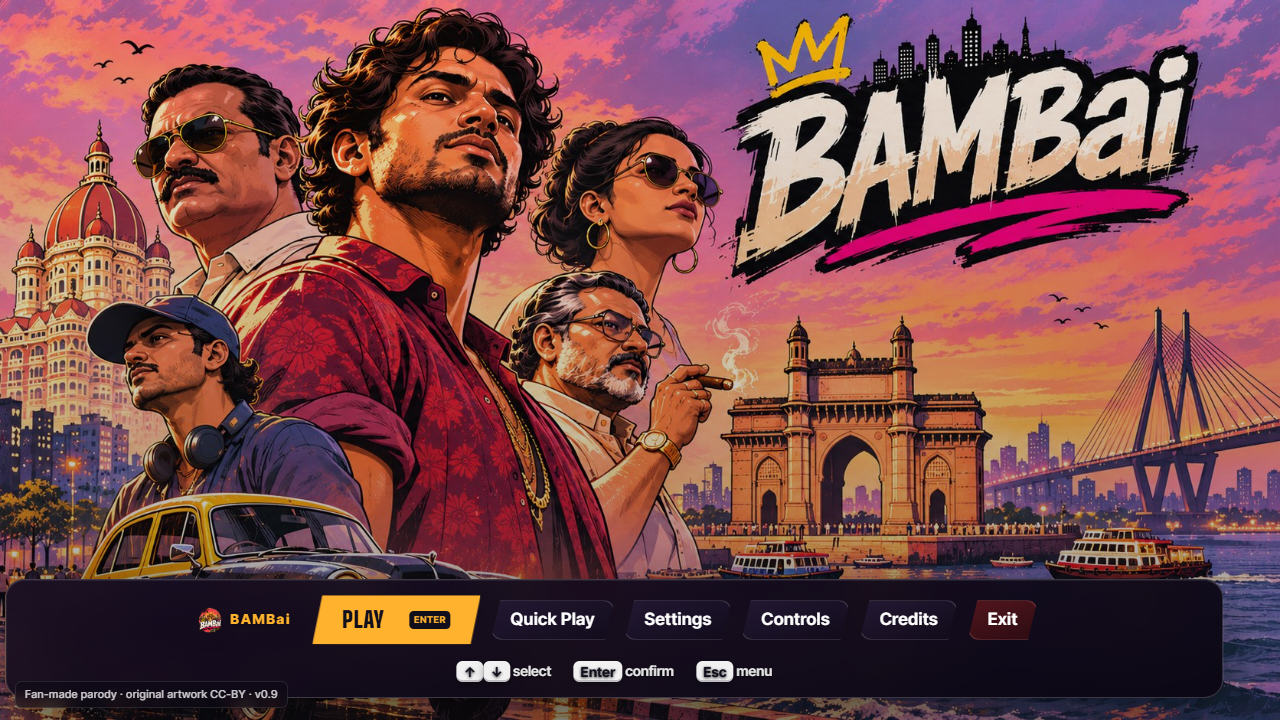 BAMBai
BAMBai
PLAY ENTER
Quick Play
Settings
Controls
Credits
Exit
↑ ↓ select Enter confirm Esc menu
Fan-made parody · original artwork CC-BY · v0.9